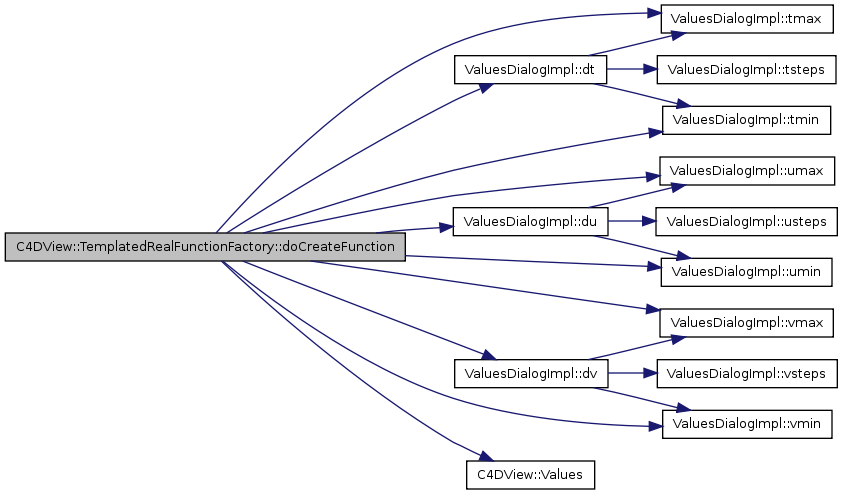 ValuesDialogImpl::tmax
ValuesDialogImpl::dt
ValuesDialogImpl::tsteps
ValuesDialogImpl::tmin
ValuesDialogImpl::umax
ValuesDialogImpl::du
ValuesDialogImpl::usteps
C4DView::TemplatedRealFunctionFactory::doCreateFunction
ValuesDialogImpl::umin
ValuesDialogImpl::vmax
ValuesDialogImpl::dv
ValuesDialogImpl::vsteps
ValuesDialogImpl::vmin
C4DView::Values